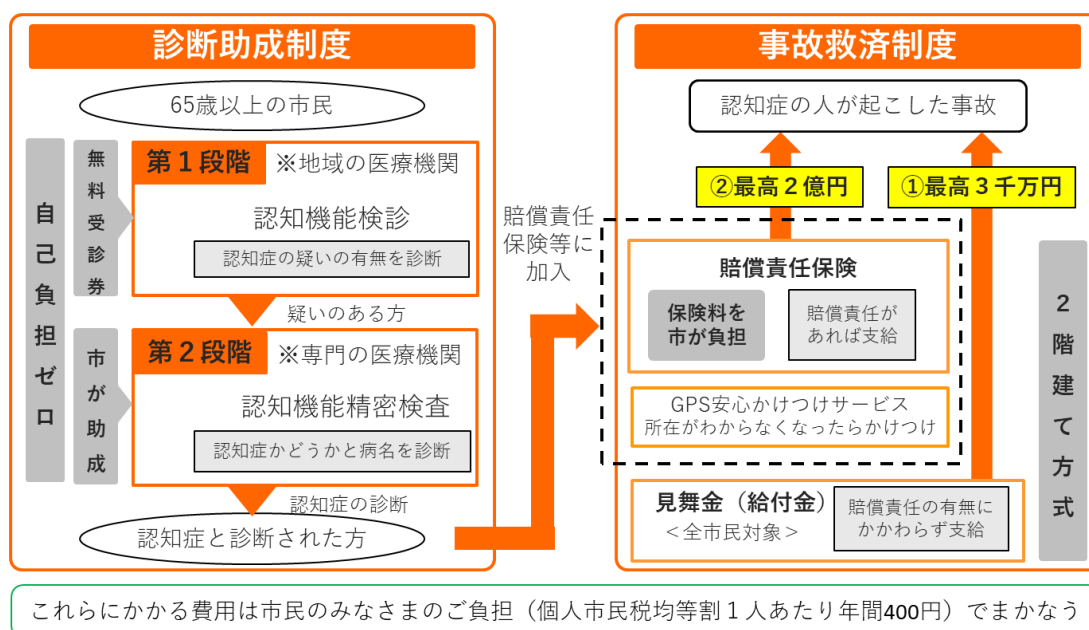 診断助成制度
65歳以上の市民
自己負担ゼロ
無料受診券
第１段階 ※地域の医療機関
認知機能検診
認知症の疑いの有無を診断
疑いのある方
市が助成
第２段階 ※専門の医療機関
認知機能精密検査
認知症かどうかと病名を診断
認知症の診断
認知症と診断された方
賠償責任
保険等に
加入
事故救済制度
認知症の人が起こした事故
②最高２億円
①最高３千万円
賠償責任保険
保険料を
市が負担
賠償責任が
あれば支給
GPS安心かけつけサービス
所在がわからなくなったらかけつけ
見舞金（給付金）
＜全市民対象＞
賠償責任の有無に
かかわらず支給
２階建て方式
これらにかかる費用は市民のみなさまのご負担（個人市民税均等割１人あたり年間400円）でまかなう